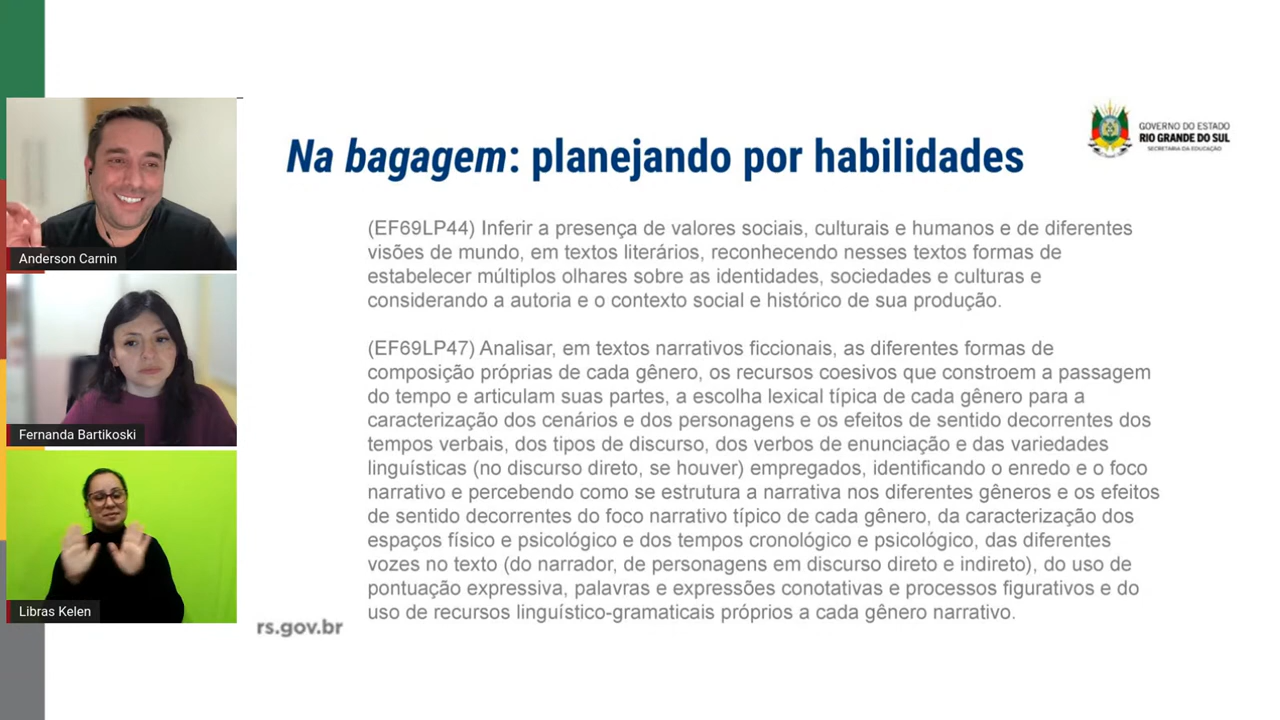 Na bagagem: planejando por habilidades
GOVERNO DO ESTADO
RIO GRANDE DO SUL
SECRETARIA DA EDUCAÇÃO
(EF69LP44) Inferir a presença de valores sociais, culturais e humanos e de diferentes
visões de mundo, em textos literários, reconhecendo nesses textos formas de
estabelecer múltiplos olhares sobre as identidades, sociedades e culturas e
considerando a autoria e o contexto social e histórico de sua produção.
(EF69LP47) Analisar, em textos narrativos ficcionais, as diferentes formas de
composição próprias de cada gênero, os recursos coesivos que constroem a passagem
do tempo e articulam suas partes, a escolha lexical típica de cada gênero para a
caracterização dos cenários e dos personagens e os efeitos de sentido decorrentes dos
tempos verbais, dos tipos de discurso, dos verbos de enunciação e das variedades
linguísticas (no discurso direto, se houver) empregados, identificando o enredo e o foco
narrativo e percebendo como se estrutura a narrativa nos diferentes gêneros e os efeitos
de sentido decorrentes do foco narrativo típico de cada gênero, da caracterização dos
espaços físico e psicológico e dos tempos cronológico e psicológico, das diferentes
vozes no texto (do narrador, de personagens em discurso direto e indireto), do uso de
pontuação expressiva, palavras e expressões conotativas e processos figurativos e do
uso de recursos linguístico-gramaticais próprios a cada gênero narrativo.
rs.gov.br
Anderson Carnin
Fernanda Bartikoski
Libras Kelen